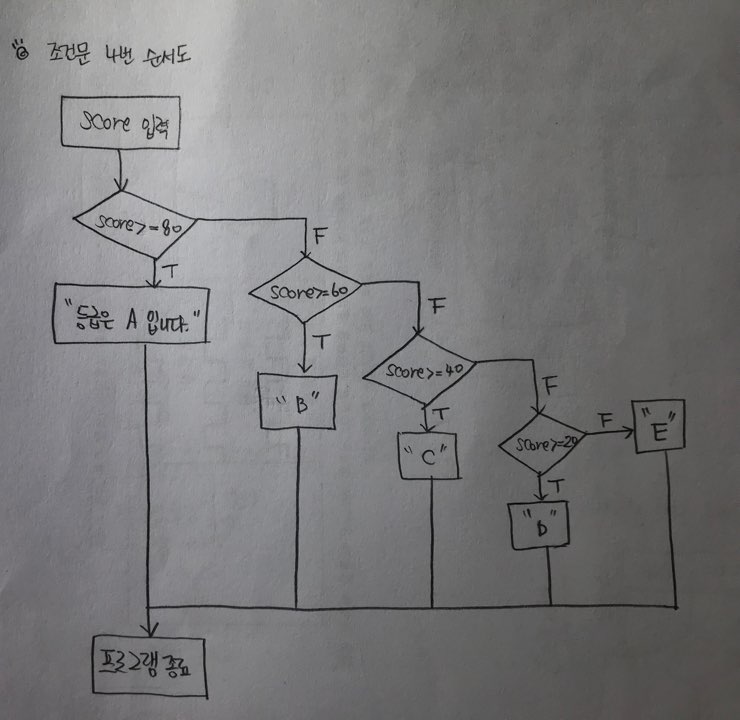 조건문 4번 순서도
score 입력
score>=80
F
T
"등급은 A 입니다."
score>=60
F
T
"B"
score>=40
F
T
"C"
score>=20
F
"E"
T
"D"
프로그램 종료